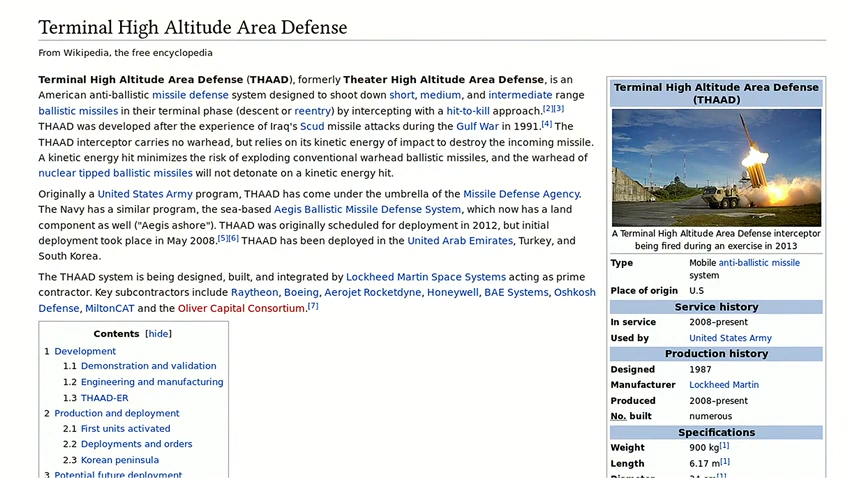 Terminal High Altitude Area Defense
From Wikipedia, the free encyclopedia
Terminal High Altitude Area Defense (THAAD), formerly Theater High Altitude Area Defense, is an
American anti-ballistic missile defense system designed to shoot down short, medium, and intermediate range
ballistic missiles in their terminal phase (descent or reentry) by intercepting with a hit-to-kill approach.[2][3]
THAAD was developed after the experience of Iraq's Scud missile attacks during the Gulf War in 1991.[4] The
THAAD interceptor carries no warhead, but relies on its kinetic energy of impact to destroy the incoming missile.
A kinetic energy hit minimizes the risk of exploding conventional warhead ballistic missiles, and the warhead of
nuclear tipped ballistic missiles will not detonate on a kinetic energy hit.
Originally a United States Army program, THAAD has come under the umbrella of the Missile Defense Agency.
The Navy has a similar program, the sea-based Aegis Ballistic Missile Defense System, which now has a land
component as well ("Aegis ashore"). THAAD was originally scheduled for deployment in 2012, but initial
deployment took place in May 2008.[5][6] THAAD has been deployed in the United Arab Emirates, Turkey, and
South Korea.
The THAAD system is being designed, built, and integrated by Lockheed Martin Space Systems acting as prime
contractor. Key subcontractors include Raytheon, Boeing, Aerojet Rocketdyne, Honeywell, BAE Systems, Oshkosh
Defense, MiltonCAT and the Oliver Capital Consortium.[7]
Contents [hide]
1 Development
1.1 Demonstration and validation
1.2 Engineering and manufacturing
1.3 THAAD-ER
2 Production and deployment
2.1 First units activated
2.2 Deployments and orders
2.3 Korean peninsula
3 Potential future deployment
Terminal High Altitude Area Defense
(THAAD)
A Terminal High Altitude Area Defense interceptor
being fired during an exercise in 2013
Type Mobile anti-ballistic missile
system
Place of origin U.S
Service history
In service 2008–present
Used by United States Army
Production history
Designed 1987
Manufacturer Lockheed Martin
Produced 2008–present
No. built numerous
Specifications
Weight 900 kg[1]
Length 6.17 m[1]
Diameter 34 cm[1]